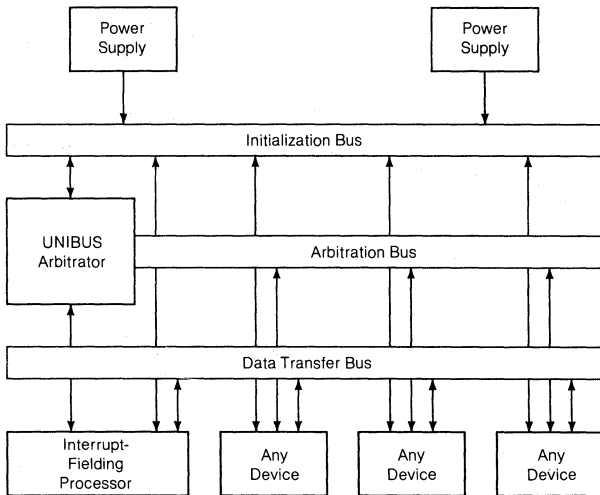 Power
Supply
Power
Supply
Initialization Bus
UNIBUS
Arbitrator
Arbitration Bus
Data Transfer Bus
Interrupt-
Fielding
Processor
Any
Device
Any
Device
Any
Device